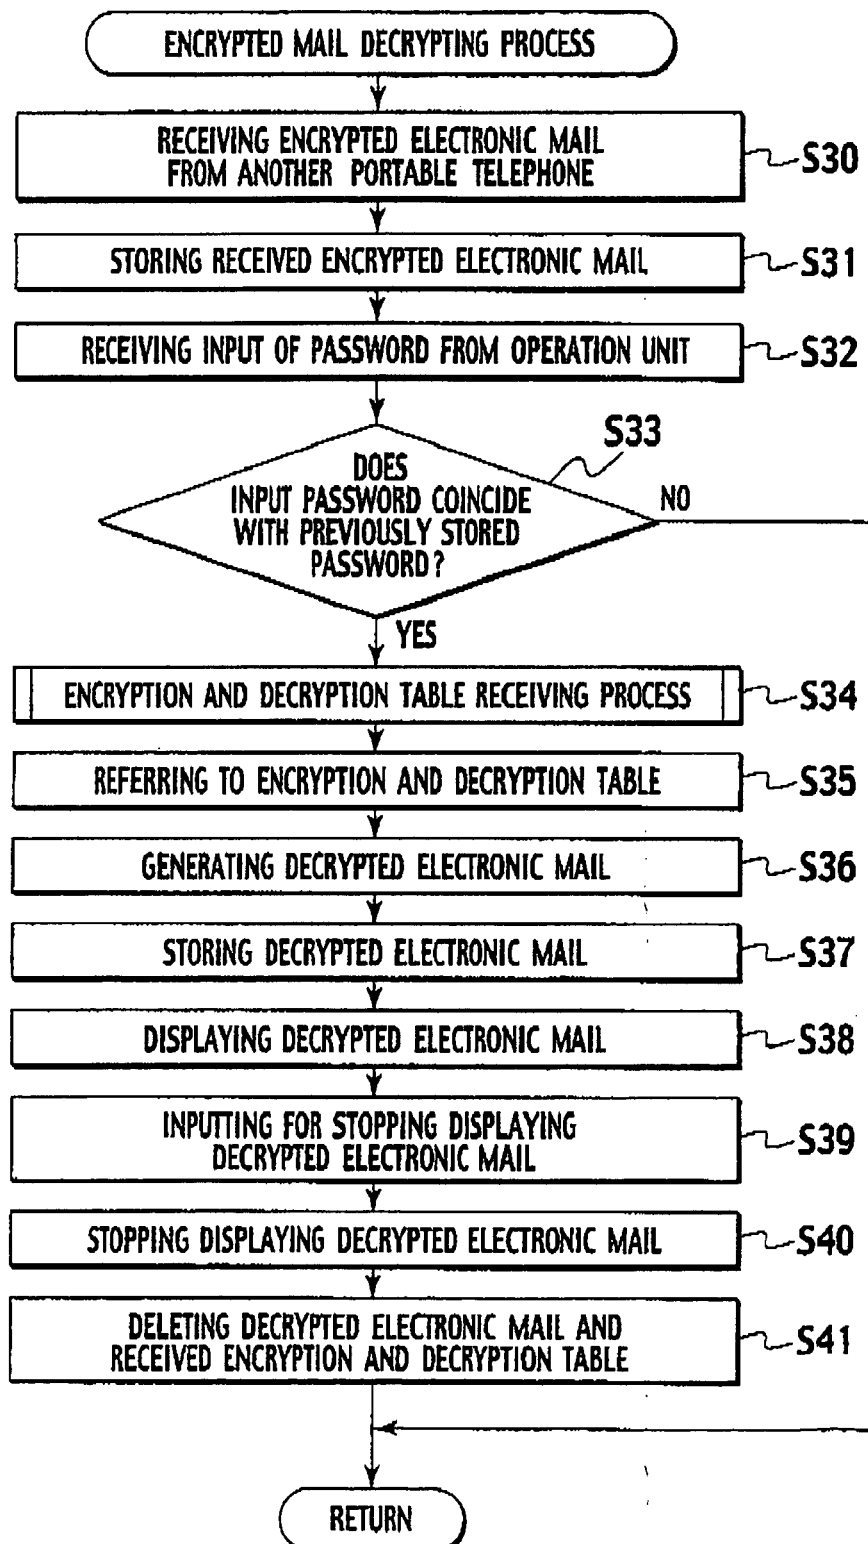 ENCRYPTED MAIL DECRYPTING PROCESS
RECEIVING ENCRYPTED ELECTRONIC MAIL
FROM ANOTHER PORTABLE TELEPHONE
S30
STORING RECEIVED ENCRYPTED ELECTRONIC MAIL
S31
RECEIVING INPUT OF PASSWORD FROM OPERATION UNIT
S32
S33
DOES
INPUT PASSWORD COINCIDE
WITH PREVIOUSLY STORED
PASSWORD?
NO
YES
ENCRYPTION AND DECRYPTION TABLE RECEIVING PROCESS
S34
REFERRING TO ENCRYPTION AND DECRYPTION TABLE
S35
GENERATING DECRYPTED ELECTRONIC MAIL
S36
STORING DECRYPTED ELECTRONIC MAIL
S37
DISPLAYING DECRYPTED ELECTRONIC MAIL
S38
INPUTTING FOR STOPPING DISPLAYING
DECRYPTED ELECTRONIC MAIL
S39
STOPPING DISPLAYING DECRYPTED ELECTRONIC MAIL
S40
DELETING DECRYPTED ELECTRONIC MAIL AND
RECEIVED ENCRYPTION AND DECRYPTION TABLE
S41
RETURN